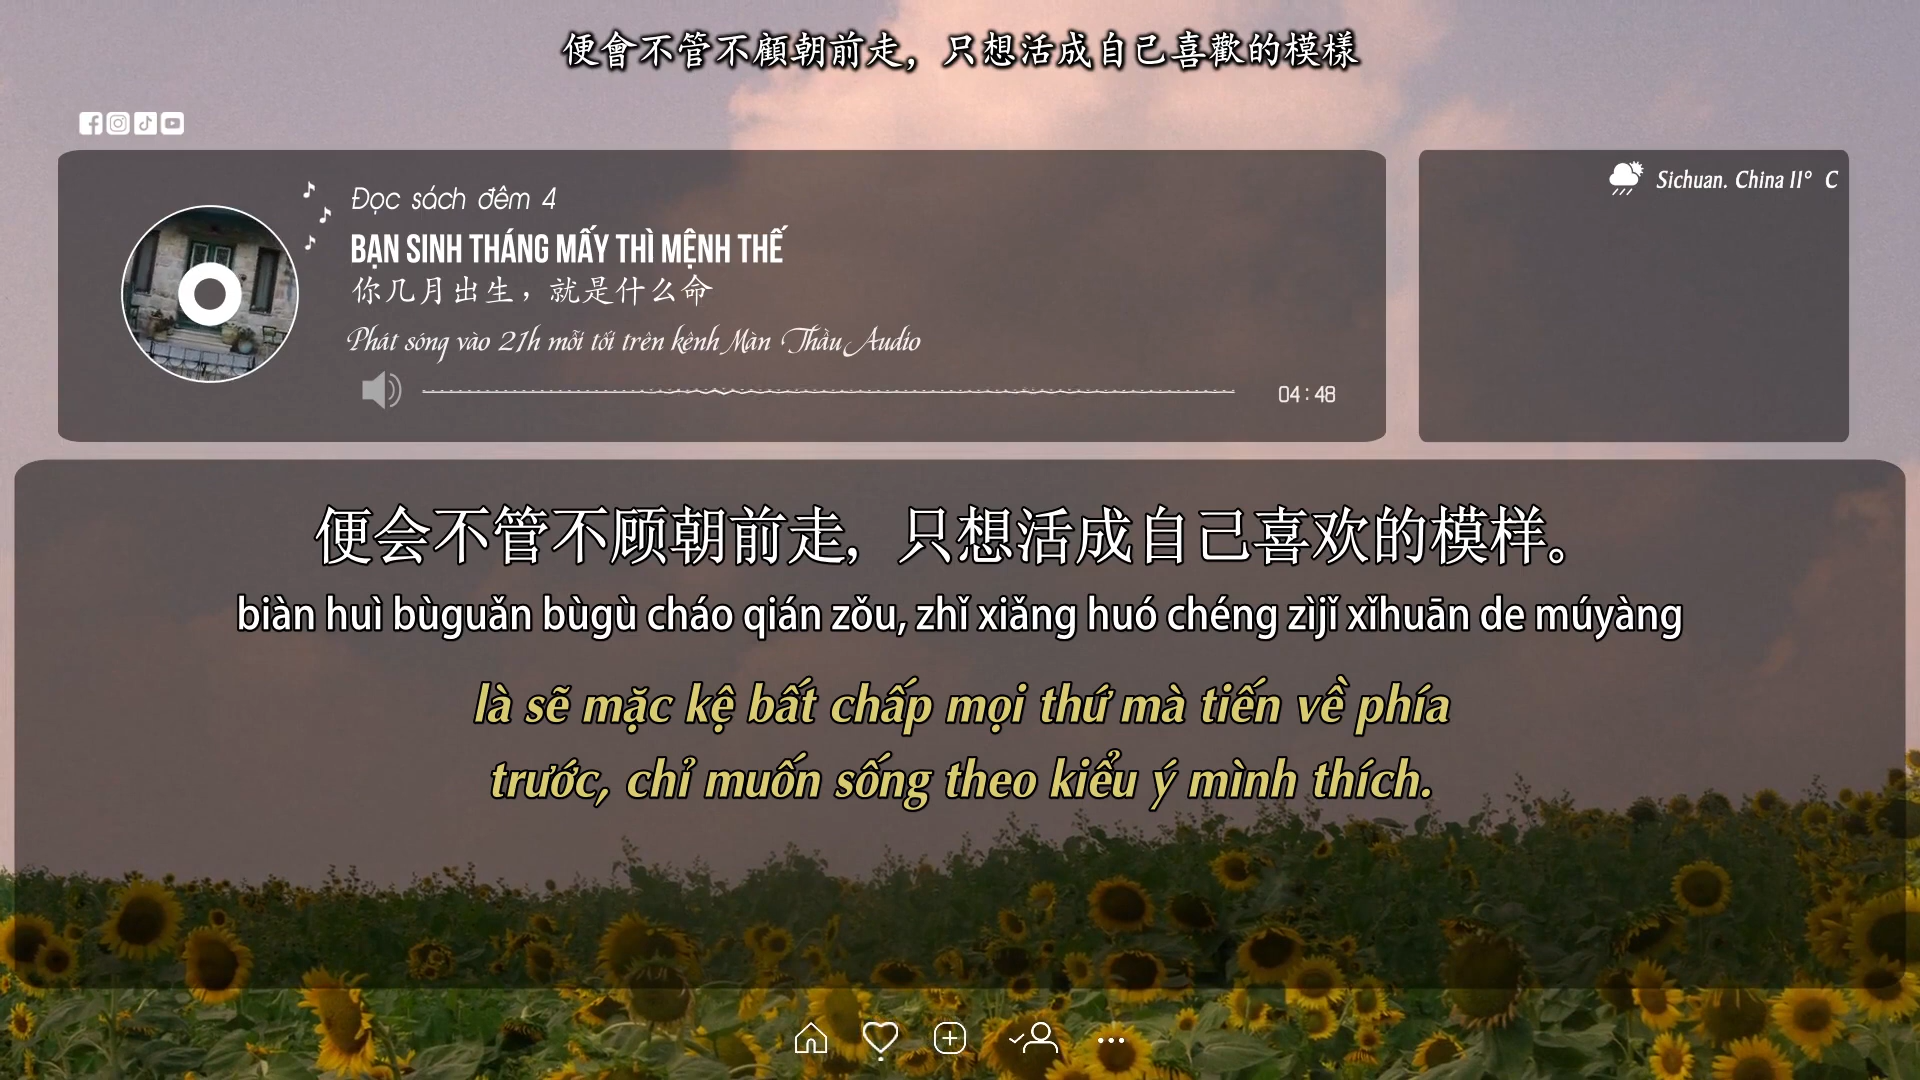 便會不管不顧朝前走，只想活成自己喜歡的模樣
Đọc sách đêm 4
BẠN SINH THÁNG MẤY THÌ MỆNH THẾ
你几月出生，就是什么命
Phát sóng vào 21h mỗi tối trên kênh Màn Thầu Audio
04:48
Sichuan. China 11° C
便会不管不顾朝前走，只想活成自己喜欢的模样。
biàn huì bùguǎn bùgù cháo qián zǒu, zhǐ xiǎng huó chéng zìjǐ xǐhuān de múyàng
là sẽ mặc kệ bất chấp mọi thứ mà tiến về phía
trước, chỉ muốn sống theo kiểu ý mình thích.